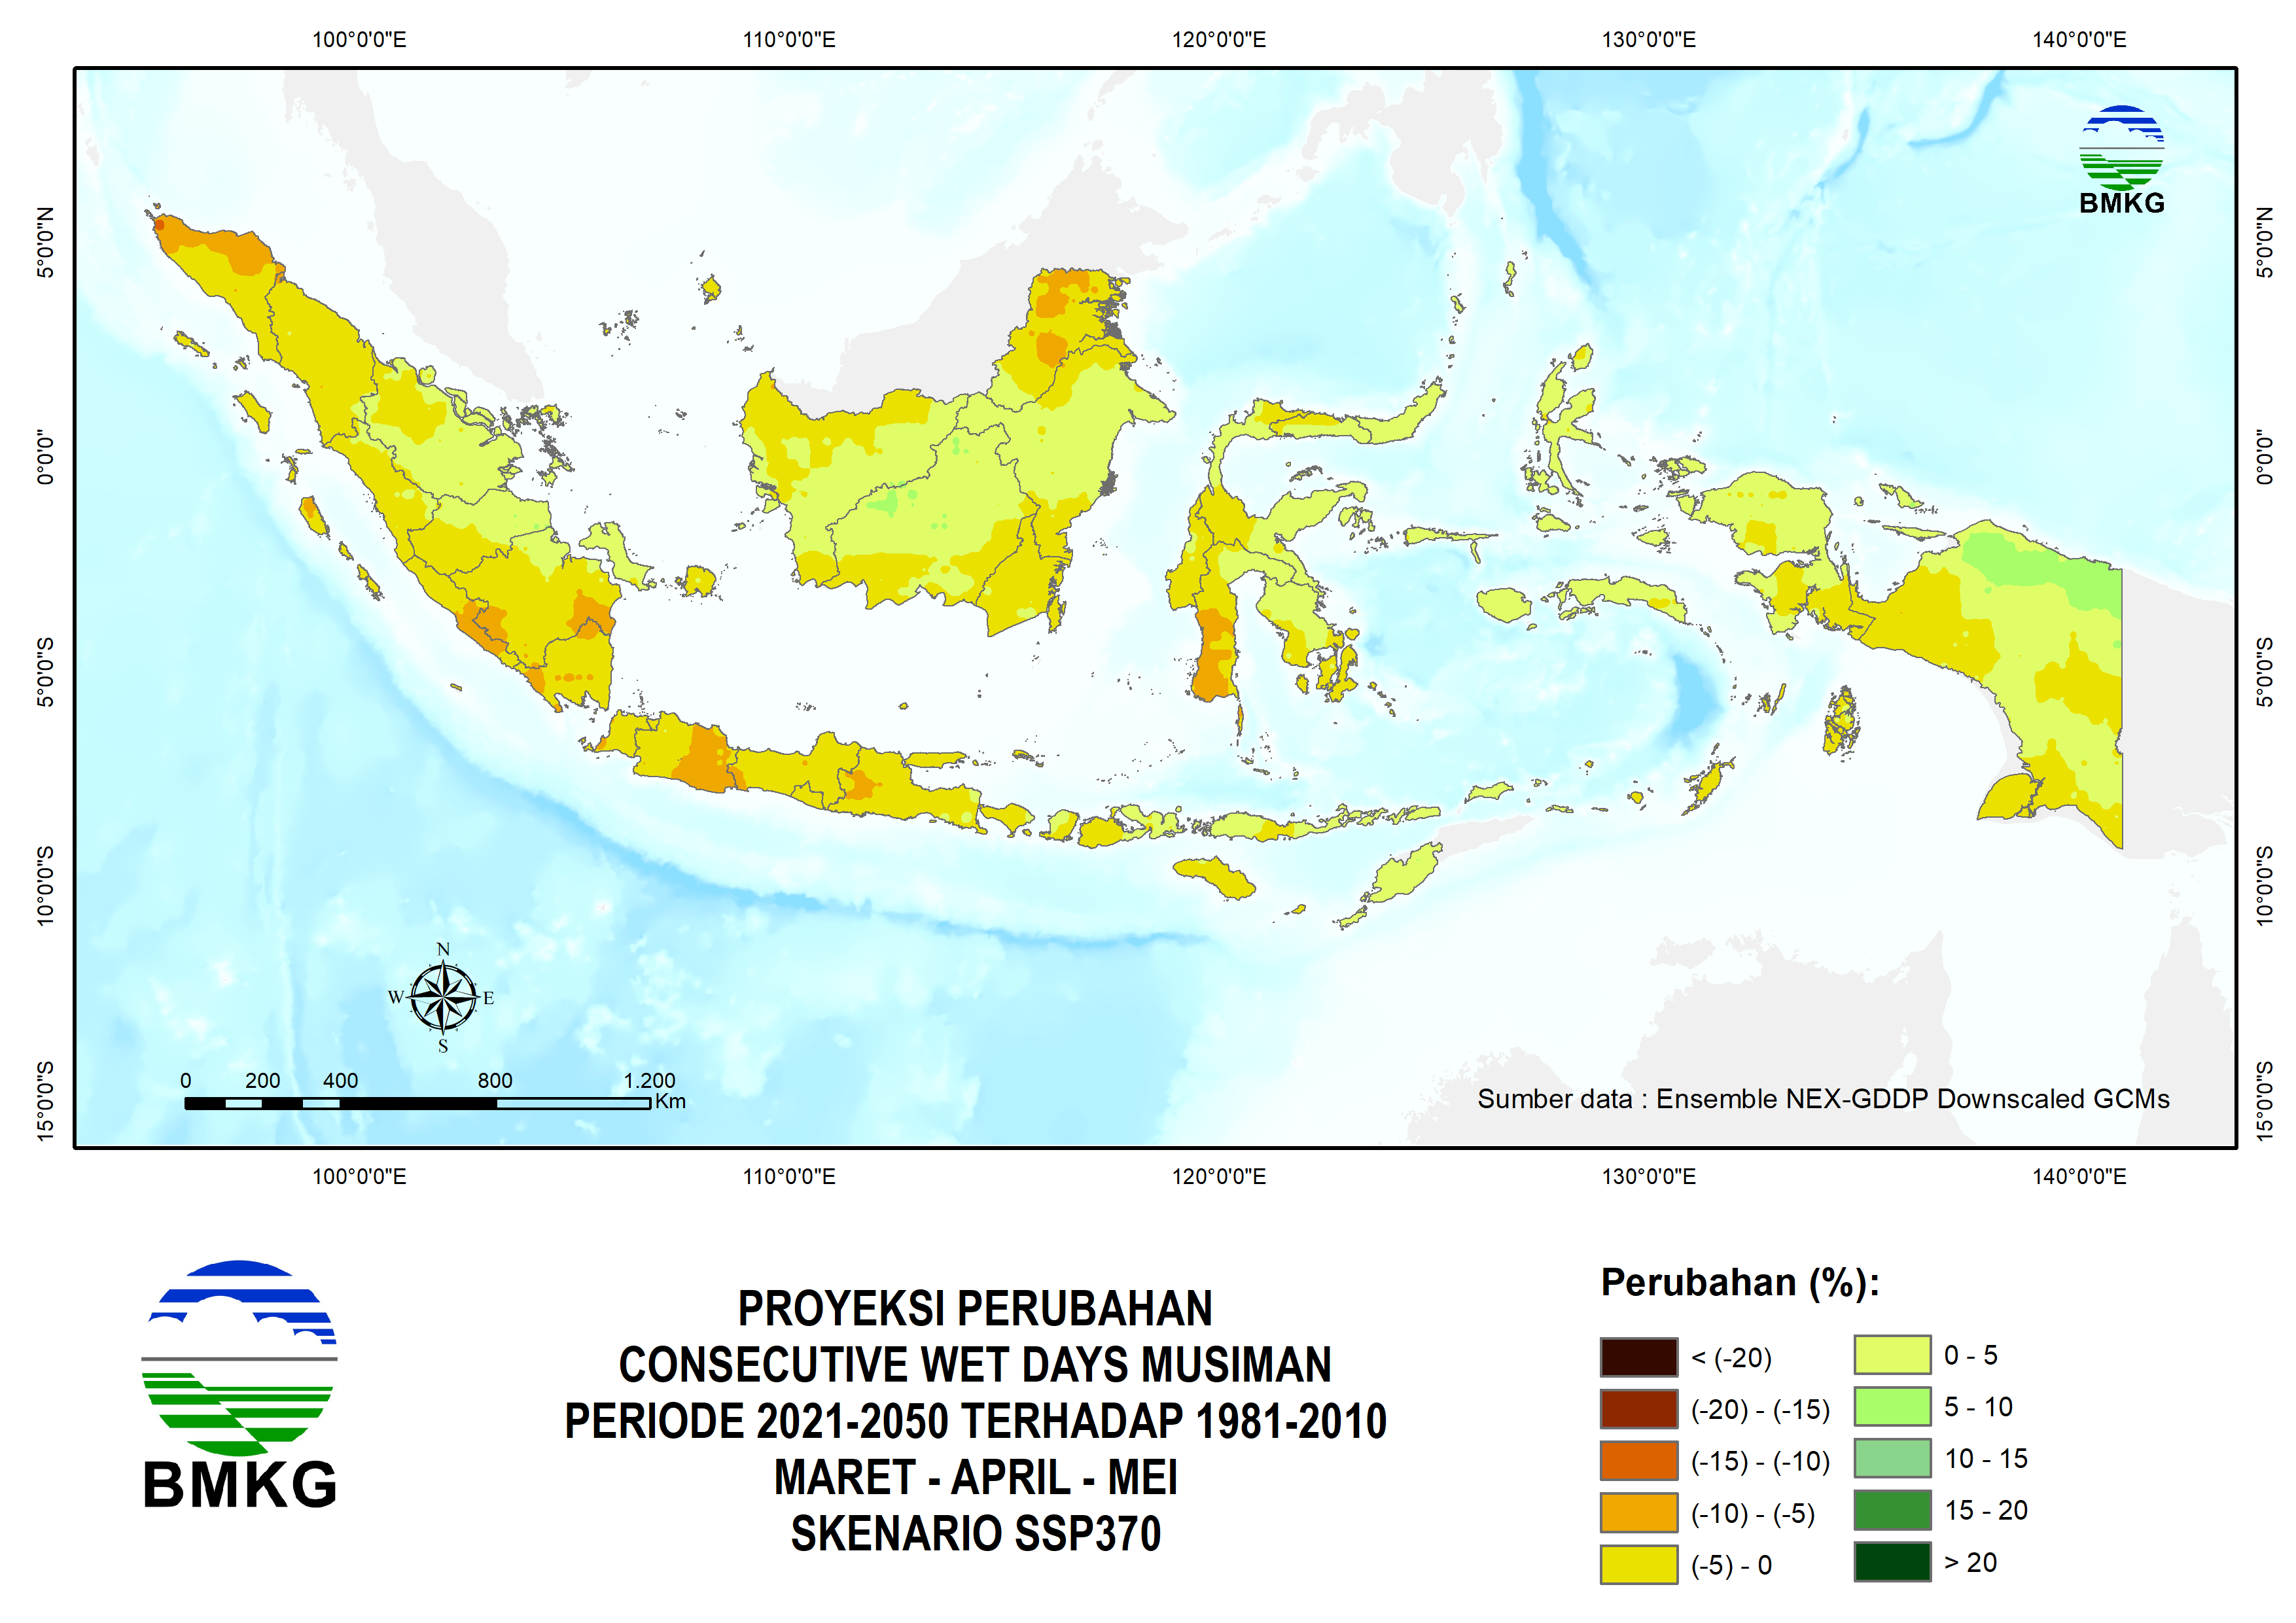 100°0'0"E 110°0'0"E 120°0'0"E 130°0'0"E 140°0'0"E
5°0'0"N 5°0'0"N
0°0'0" 0°0'0"
5°0'0"S 5°0'0"S
10°0'0"S 10°0'0"S
15°0'0"S 15°0'0"S
BMKG
N
W E
S
0 200 400 800 1.200
Km
Sumber data : Ensemble NEX-GDDP Downscaled GCMs
100°0'0"E 110°0'0"E 120°0'0"E 130°0'0"E 140°0'0"E
BMKG
PROYEKSI PERUBAHAN
CONSECUTIVE WET DAYS MUSIMAN
PERIODE 2021-2050 TERHADAP 1981-2010
MARET - APRIL - MEI
SKENARIO SSP370
Perubahan (%):
< (-20)
(-20) - (-15)
(-15) - (-10)
(-10) - (-5)
(-5) - 0
0 - 5
5 - 10
10 - 15
15 - 20
> 20